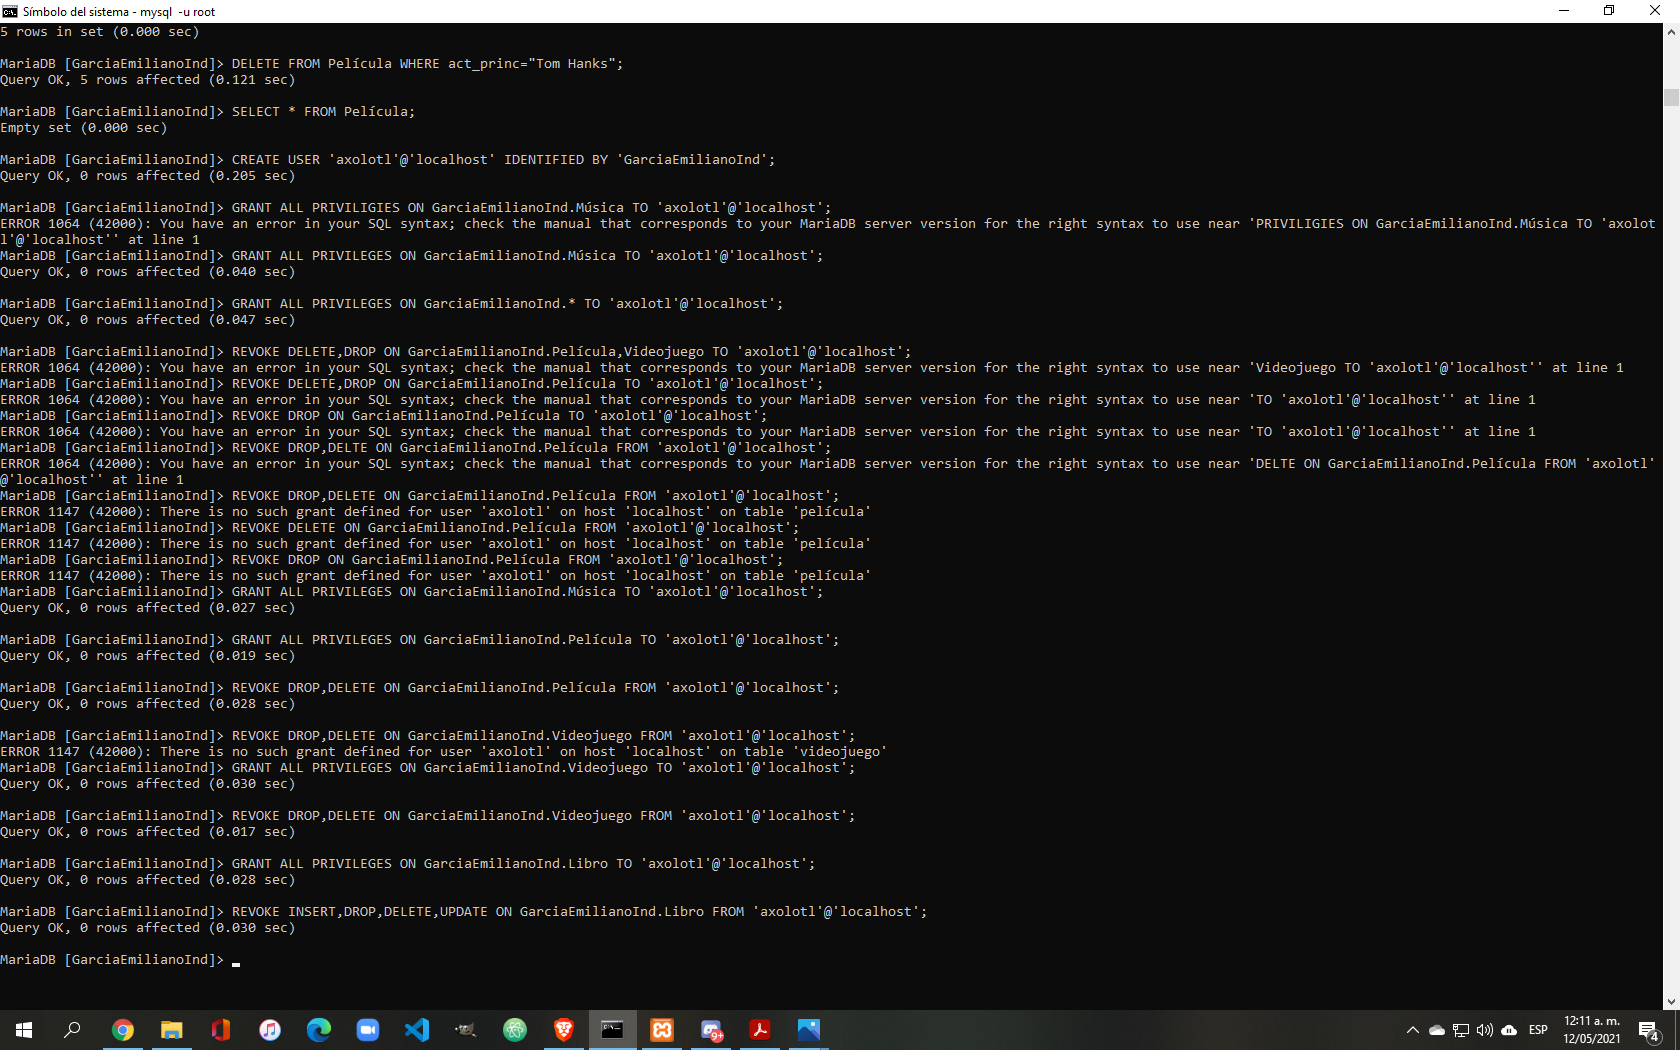 Símbolo del sistema - mysql -u root
5 rows in set (0.000 sec)
MariaDB [GarciaEmilianoInd]> DELETE FROM Película WHERE act_princ="Tom Hanks";
Query OK, 5 rows affected (0.121 sec)
MariaDB [GarciaEmilianoInd]> SELECT * FROM Película;
Empty set (0.000 sec)
MariaDB [GarciaEmilianoInd]> CREATE USER 'axolotl'@'localhost' IDENTIFIED BY 'GarciaEmilianoInd';
Query OK, 0 rows affected (0.205 sec)
MariaDB [GarciaEmilianoInd]> GRANT ALL PRIVILIGIES ON GarciaEmilianoInd.Música TO 'axolotl'@'localhost';
ERROR 1064 (42000): You have an error in your SQL syntax; check the manual that corresponds to your MariaDB server version for the right syntax to use near 'PRIVILIGIES ON GarciaEmilianoInd.Música TO 'axolot
l'@'localhost'' at line 1
MariaDB [GarciaEmilianoInd]> GRANT ALL PRIVILEGES ON GarciaEmilianoInd.Música TO 'axolotl'@'localhost';
Query OK, 0 rows affected (0.040 sec)
MariaDB [GarciaEmilianoInd]> GRANT ALL PRIVILEGES ON GarciaEmilianoInd.* TO 'axolotl'@'localhost';
Query OK, 0 rows affected (0.047 sec)
MariaDB [GarciaEmilianoInd]> REVOKE DELETE,DROP ON GarciaEmilianoInd.Película,Videojuego TO 'axolotl'@'localhost';
ERROR 1064 (42000): You have an error in your SQL syntax; check the manual that corresponds to your MariaDB server version for the right syntax to use near 'Videojuego TO 'axolotl'@'localhost'' at line 1
MariaDB [GarciaEmilianoInd]> REVOKE DELETE,DROP ON GarciaEmilianoInd.Película TO 'axolotl'@'localhost';
ERROR 1064 (42000): You have an error in your SQL syntax; check the manual that corresponds to your MariaDB server version for the right syntax to use near 'TO 'axolotl'@'localhost'' at line 1
MariaDB [GarciaEmilianoInd]> REVOKE DROP ON GarciaEmilianoInd.Película TO 'axolotl'@'localhost';
ERROR 1064 (42000): You have an error in your SQL syntax; check the manual that corresponds to your MariaDB server version for the right syntax to use near 'TO 'axolotl'@'localhost'' at line 1
MariaDB [GarciaEmilianoInd]> REVOKE DROP,DELTE ON GarciaEmilianoInd.Película FROM 'axolotl'@'localhost';
ERROR 1064 (42000): You have an error in your SQL syntax; check the manual that corresponds to your MariaDB server version for the right syntax to use near 'DELTE ON GarciaEmilianoInd.Película FROM 'axolotl'
@'localhost'' at line 1
MariaDB [GarciaEmilianoInd]> REVOKE DROP,DELETE ON GarciaEmilianoInd.Película FROM 'axolotl'@'localhost';
ERROR 1147 (42000): There is no such grant defined for user 'axolotl' on host 'localhost' on table 'película'
MariaDB [GarciaEmilianoInd]> REVOKE DELETE ON GarciaEmilianoInd.Película FROM 'axolotl'@'localhost';
ERROR 1147 (42000): There is no such grant defined for user 'axolotl' on host 'localhost' on table 'película'
MariaDB [GarciaEmilianoInd]> REVOKE DROP ON GarciaEmilianoInd.Película FROM 'axolotl'@'localhost';
ERROR 1147 (42000): There is no such grant defined for user 'axolotl' on host 'localhost' on table 'película'
MariaDB [GarciaEmilianoInd]> GRANT ALL PRIVILEGES ON GarciaEmilianoInd.Música TO 'axolotl'@'localhost';
Query OK, 0 rows affected (0.027 sec)
MariaDB [GarciaEmilianoInd]> GRANT ALL PRIVILEGES ON GarciaEmilianoInd.Película TO 'axolotl'@'localhost';
Query OK, 0 rows affected (0.019 sec)
MariaDB [GarciaEmilianoInd]> REVOKE DROP,DELETE ON GarciaEmilianoInd.Película FROM 'axolotl'@'localhost';
Query OK, 0 rows affected (0.028 sec)
MariaDB [GarciaEmilianoInd]> REVOKE DROP,DELETE ON GarciaEmilianoInd.Videojuego FROM 'axolotl'@'localhost';
ERROR 1147 (42000): There is no such grant defined for user 'axolotl' on host 'localhost' on table 'videojuego'
MariaDB [GarciaEmilianoInd]> GRANT ALL PRIVILEGES ON GarciaEmilianoInd.Videojuego TO 'axolotl'@'localhost';
Query OK, 0 rows affected (0.030 sec)
MariaDB [GarciaEmilianoInd]> REVOKE DROP,DELETE ON GarciaEmilianoInd.Videojuego FROM 'axolotl'@'localhost';
Query OK, 0 rows affected (0.017 sec)
MariaDB [GarciaEmilianoInd]> GRANT ALL PRIVILEGES ON GarciaEmilianoInd.Libro TO 'axolotl'@'localhost';
Query OK, 0 rows affected (0.028 sec)
MariaDB [GarciaEmilianoInd]> REVOKE INSERT,DROP,DELETE,UPDATE ON GarciaEmilianoInd.Libro FROM 'axolotl'@'localhost';
Query OK, 0 rows affected (0.030 sec)
MariaDB [GarciaEmilianoInd]> _
9+
ESP
12:11 a. m.
12/05/2021
4